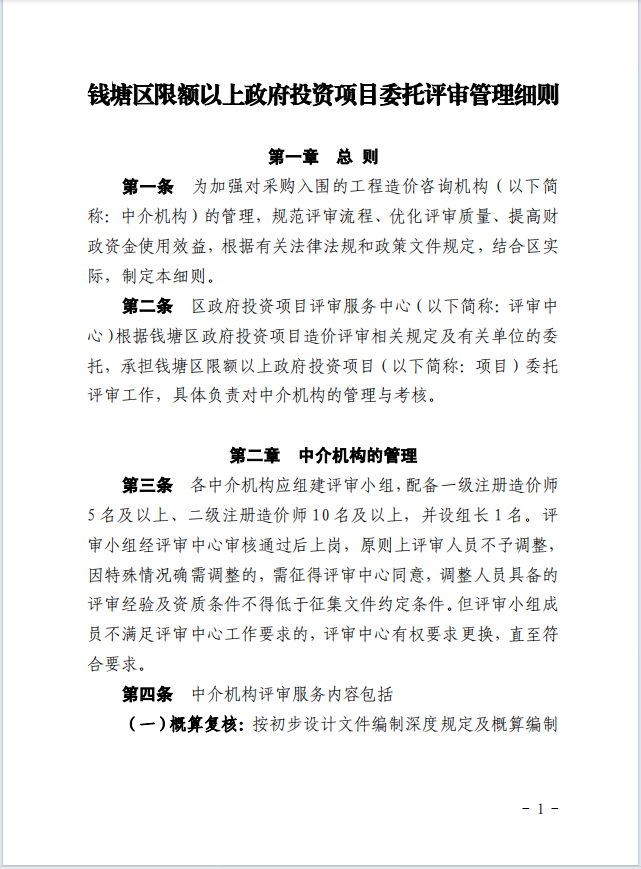 钱塘区限额以上政府投资项目委托评审管理细则
第一章 总 则
第一条 为加强对采购入围的工程造价咨询机构（以下简
称：中介机构）的管理，规范评审流程、优化评审质量、提高财
政资金使用效益，根据有关法律法规和政策文件规定，结合区实
际，制定本细则。
第二条 区政府投资项目评审服务中心（以下简称：评审中
心）根据钱塘区政府投资项目造价评审相关规定及有关单位的委
托，承担钱塘区限额以上政府投资项目（以下简称：项目）委托
评审工作，具体负责对中介机构的管理与考核。
第二章 中介机构的管理
第三条 各中介机构应组建评审小组，配备一级注册造价师
5 名及以上、二级注册造价师 10 名及以上，并设组长 1 名。评
审小组经评审中心审核通过后上岗，原则上评审人员不予调整，
因特殊情况确需调整的，需征得评审中心同意，调整人员具备的
评审经验及资质条件不得低于征集文件约定条件。但评审小组成
员不满足评审中心工作要求的，评审中心有权要求更换，直至符
合要求。
第四条 中介机构评审服务内容包括
（一）概算复核：按初步设计文件编制深度规定及概算编制
- 1 -